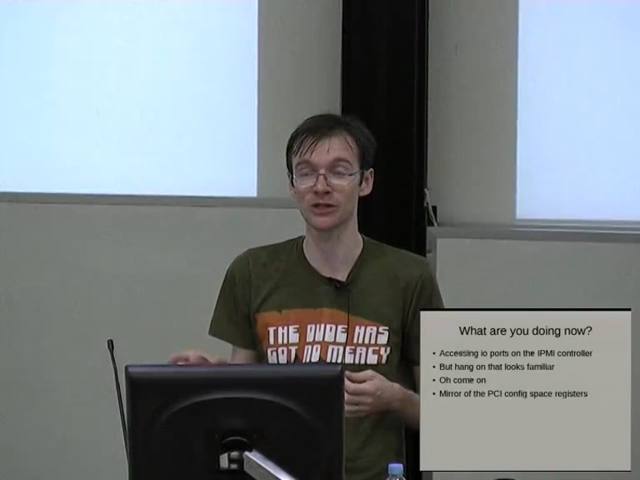 THE DUDE HAS
GOT NO MERCY
What are you doing now?
• Accessing io ports on the IPMI controller
• But hang on that looks familiar
• Oh come on
• Mirror of the PCI config space registers